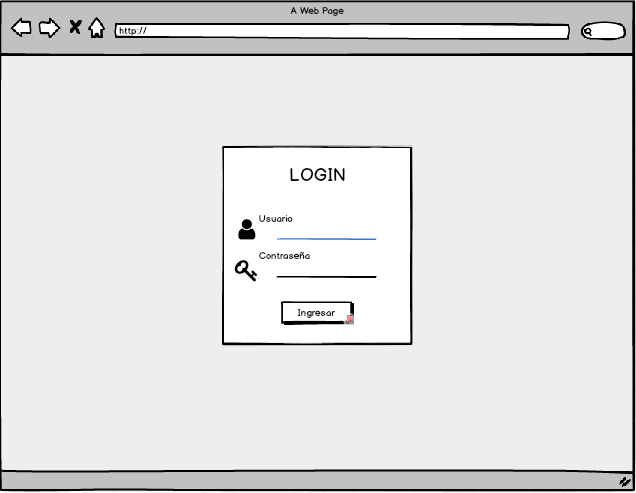 A Web Page
http://
LOGIN
Usuario
Contraseña
Ingresar